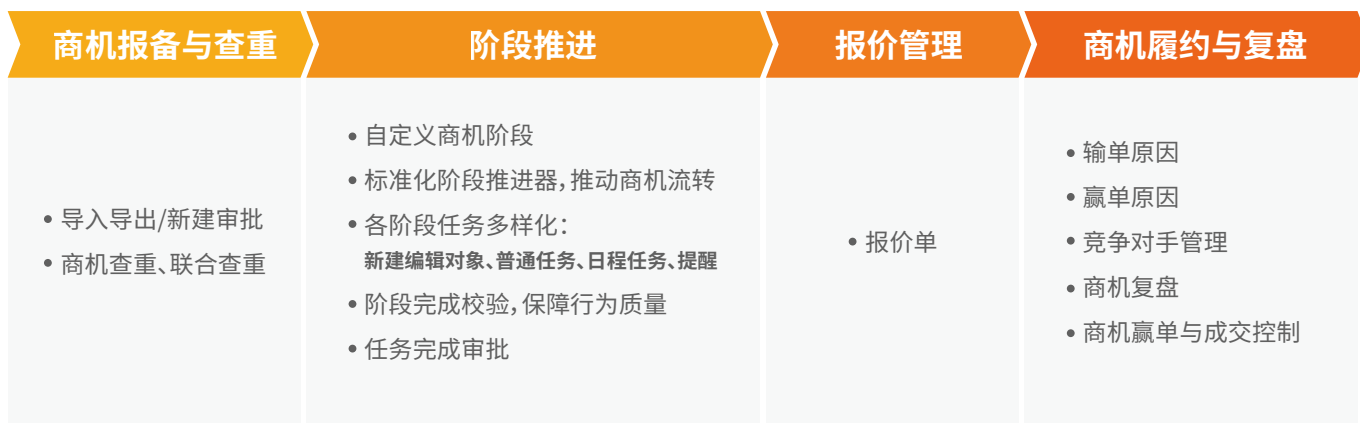 商机报备与查重
• 导入导出/新建审批
• 商机查重、联合查重
阶段推进
• 自定义商机阶段
• 标准化阶段推进器，推动商机流转
• 各阶段任务多样化：
新建编辑对象、普通任务、日程任务、提醒
• 阶段完成校验，保障行为质量
• 任务完成审批
报价管理
• 报价单
商机履约与复盘
• 输单原因
• 赢单原因
• 竞争对手管理
• 商机复盘
• 商机赢单与成交控制